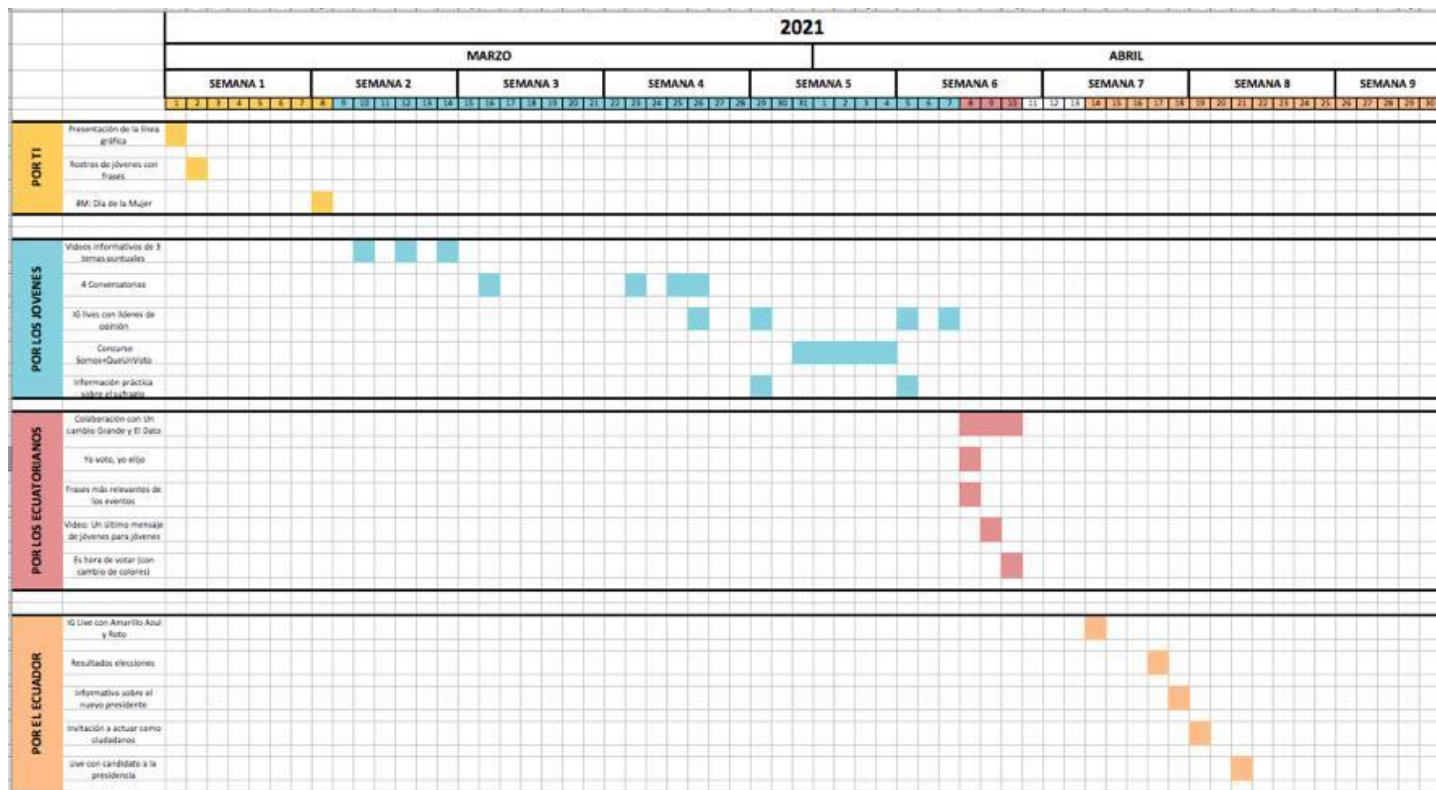 2021
MARZO ABRIL
SEMANA 1 SEMANA 2 SEMANA 3 SEMANA 4 SEMANA 5 SEMANA 6 SEMANA 7 SEMANA 8 SEMANA 9
1 2 3 4 5 6 7 8 9 10 11 12 13 14 15 16 17 18 19 20 21 22 23 24 25 26 27 28 29 30 31 1 2 3 4 5 6 7 8 9 10 11 12 13 14 15 16 17 18 19 20 21 22 23 24 25 26 27 28 29 30
POR TI
Presentación de la línea
gráfica
Rostros de jóvenes con
frases
8M: Día de la Mujer
POR LOS JOVENES
Videos informativos de 3
temas puntuales
4 Conversatorios
IG lives con líderes de
opinión
Concurso
Somos+QueUnVoto
Información práctica
sobre el sufragio
POR LOS ECUATORIANOS
Colaboración con Un
cambio Grande y El Dato
Yo voto, yo elijo
Frases más relevantes de
los eventos
Video: Un último mensaje
de jóvenes para jóvenes
Es hora de votar (con
cambio de colores)
POR EL ECUADOR
IG Live con Amarillo Azul
y Roto
Resultados elecciones
Informativo sobre el
nuevo presidente
Invitación a actuar como
ciudadanos
Live con candidato a la
presidencia